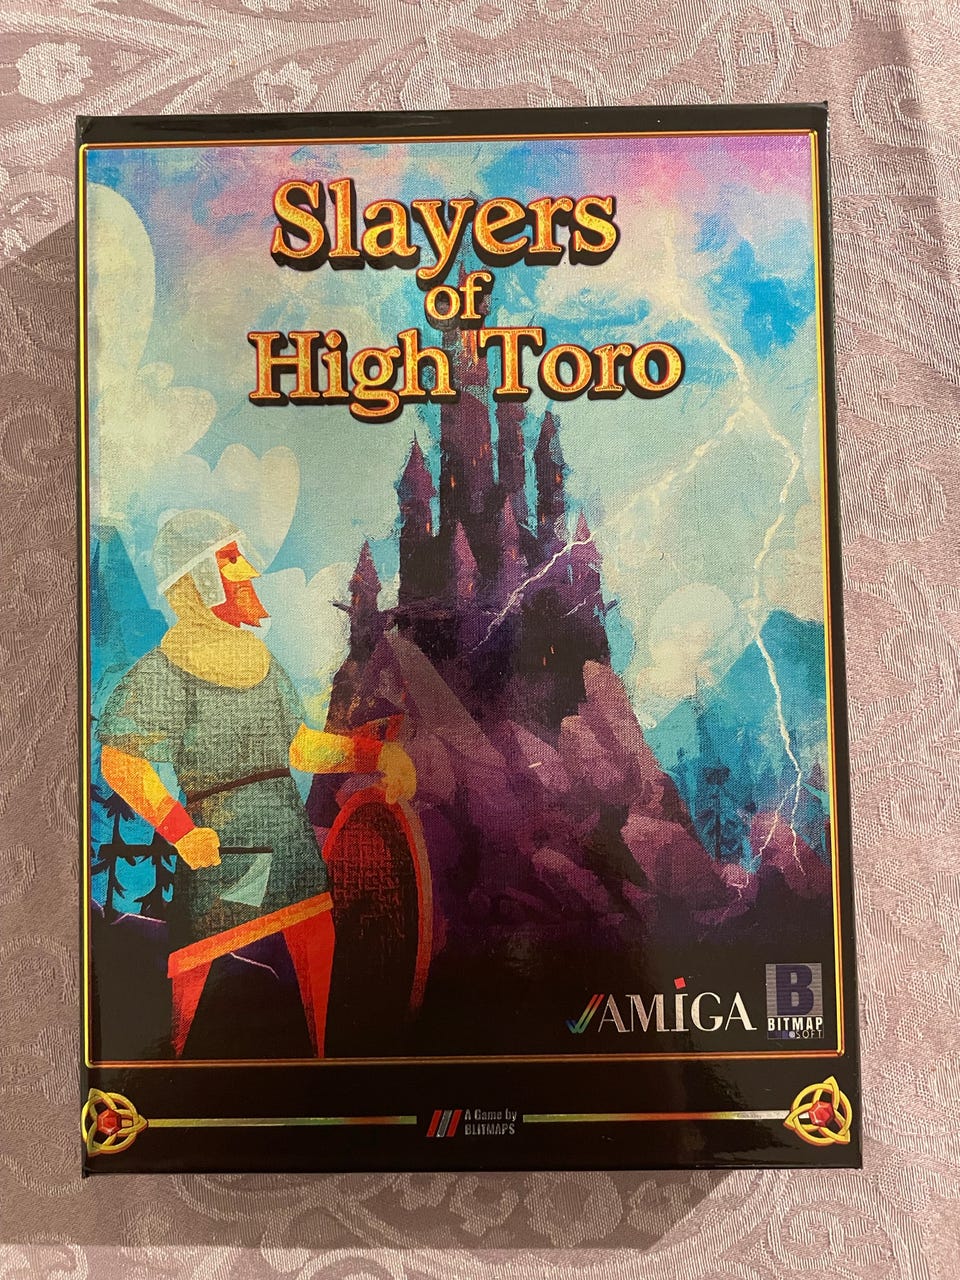 Slayers
of
High Toro
AMiGA
B
BITMAP
SOFT
A Game by
BLITMAPS